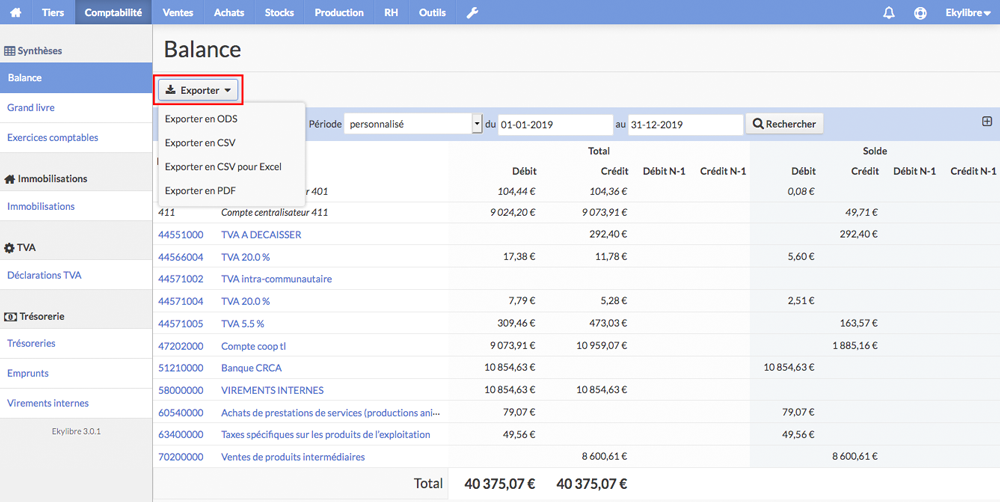 Tiers Comptabilité Ventes Achats Stocks Production RH Outils Ekylibre
Synthèses
Balance
Grand livre
Exercices comptables
Immobilisations
Immobilisations
TVA
Déclarations TVA
Trésorerie
Trésoreries
Emprunts
Virements internes
Ekylibre 3.0.1
Balance
Exporter
Exporter en ODS
Exporter en CSV
Exporter en CSV pour Excel
Exporter en PDF
Période personnalisé du 01-01-2019 au 31-12-2019 Rechercher
Total Solde
Débit Crédit Débit N-1 Crédit N-1 Débit Crédit Débit N-1 Crédit N-1
401 104,44 € 104,36 € 0,08 €
411 Compte centralisateur 411 9 024,20 € 9 073,91 € 49,71 €
44551000 TVA A DECAISSER 292,40 € 292,40 €
44566004 TVA 20.0 % 17,38 € 11,78 € 5,60 €
44571002 TVA intra-communautaire
44571004 TVA 20.0 % 7,79 € 5,28 € 2,51 €
44571005 TVA 5.5 % 309,46 € 473,03 € 163,57 €
47202000 Compte coop tl 9 073,91 € 10 959,07 € 1 885,16 €
51210000 Banque CRCA 10 854,63 € 10 854,63 €
58000000 VIREMENTS INTERNES 10 854,63 € 10 854,63 €
60540000 Achats de prestations de services (productions ani··· 79,07 € 79,07 €
63400000 Taxes spécifiques sur les produits de l'exploitation 49,56 € 49,56 €
70200000 Ventes de produits intermédiaires 8 600,61 € 8 600,61 €
Total 40 375,07 € 40 375,07 €